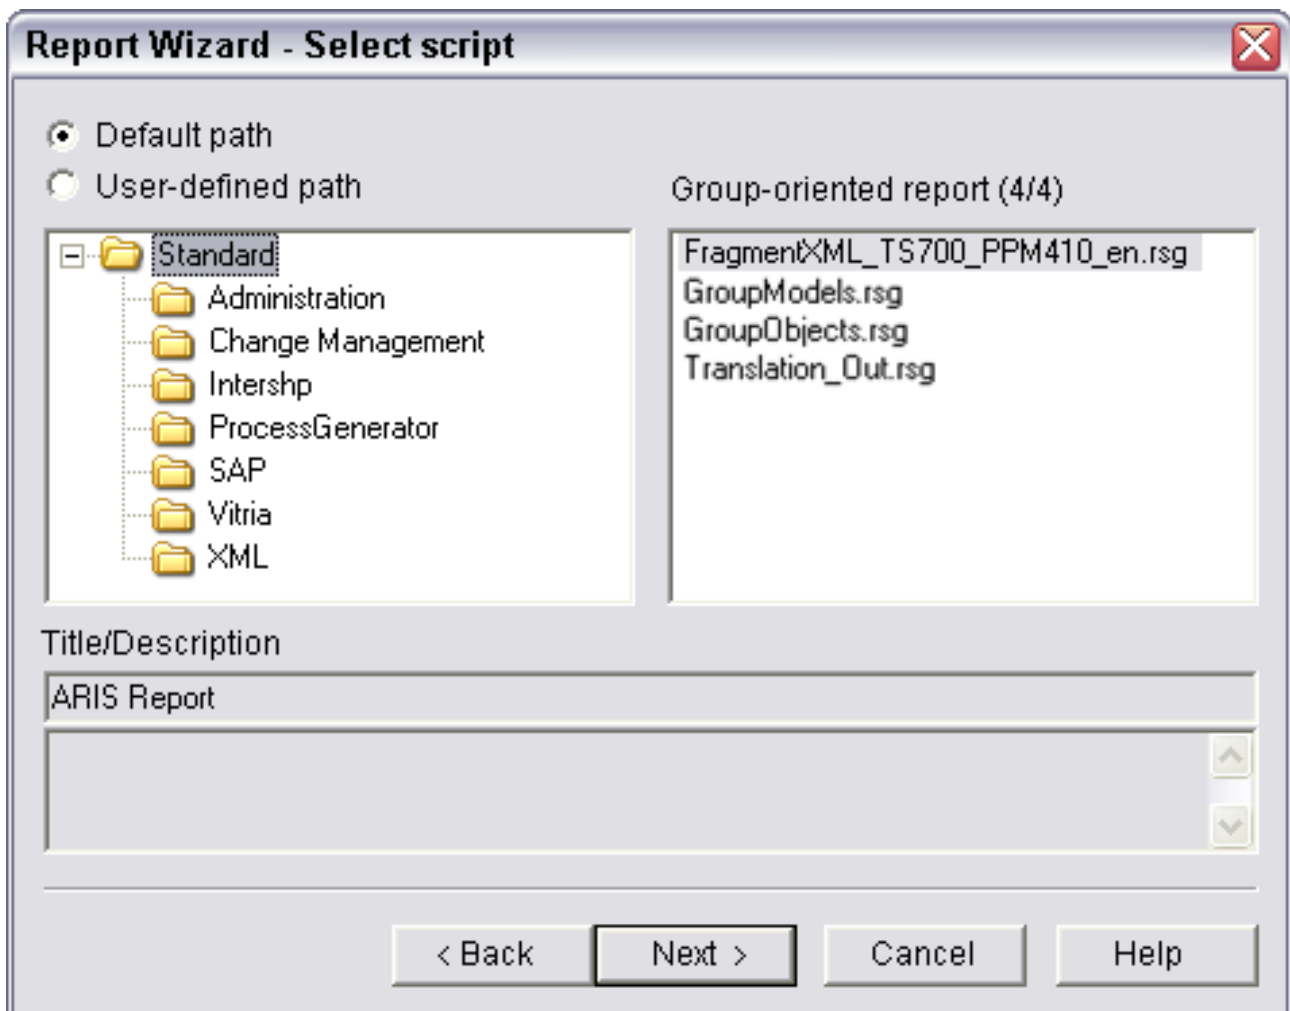 Report Wizard - Select script
Default path
User-defined path
Group-oriented report (4/4)
Standard
Administration
Change Management
Intershp
ProcessGenerator
SAP
Vitria
XML
FragmentXML_TS700_PPM410_en.rsg
GroupModels.rsg
GroupObjects.rsg
Translation_Out.rsg
Title/Description
ARIS Report
< Back
Next >
Cancel
Help